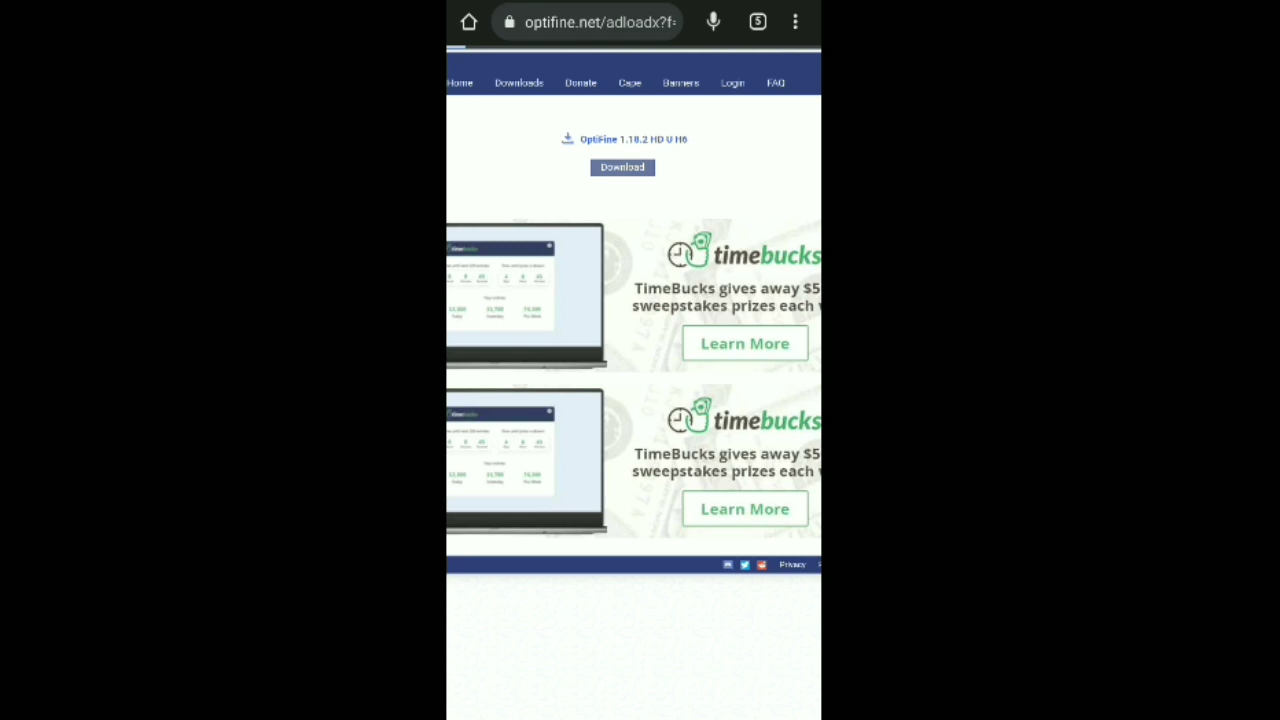 optifine.net/adloadx?f=
5
Home Downloads Donate Cape Banners Login FAQ
OptiFine 1.18.2 HD U H6
Download
timebucks
TimeBucks gives away $5
sweepstakes prizes each
Learn More
timebucks
TimeBucks gives away $5
sweepstakes prizes each
Learn More
Privacy